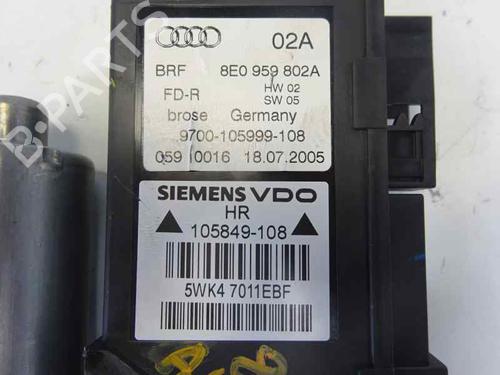 02A
BRF 8E0 959 802A
FD-R HW 02
SW 05
brose Germany
9700-105999-108
059 10016 18.07.2005
SIEMENS VDO
HR
105849-108
5WK4 7011EBF